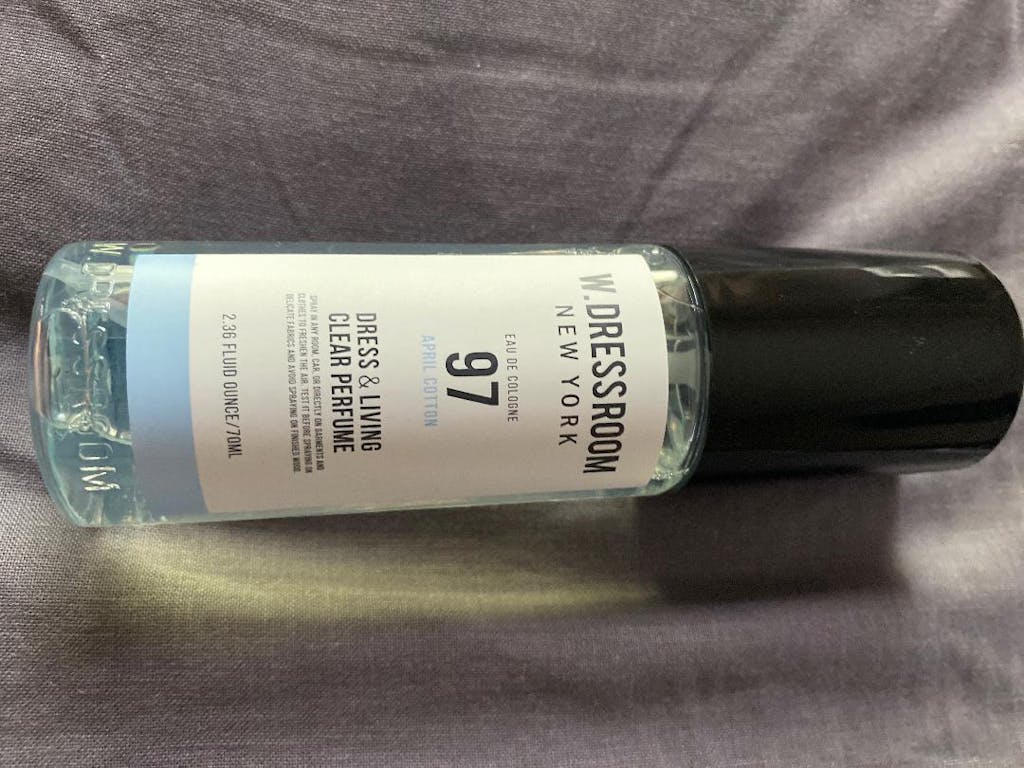 W.DRESSROOM
NEW YORK
EAU DE COLOGNE
97
APRIL COTTON
DRESS & LIVING
CLEAR PERFUME
SPRAY IN ANY ROOM, CAR, OR DIRECTLY ON GARMENTS AND
CLOTHES TO FRESHEN THE AIR. TEST IT BEFORE SPRAYING ON
DELICATE FABRICS AND AVOID SPRAYING ON FINISHED WOOD.
2.36 FLUID OUNCE/70ML